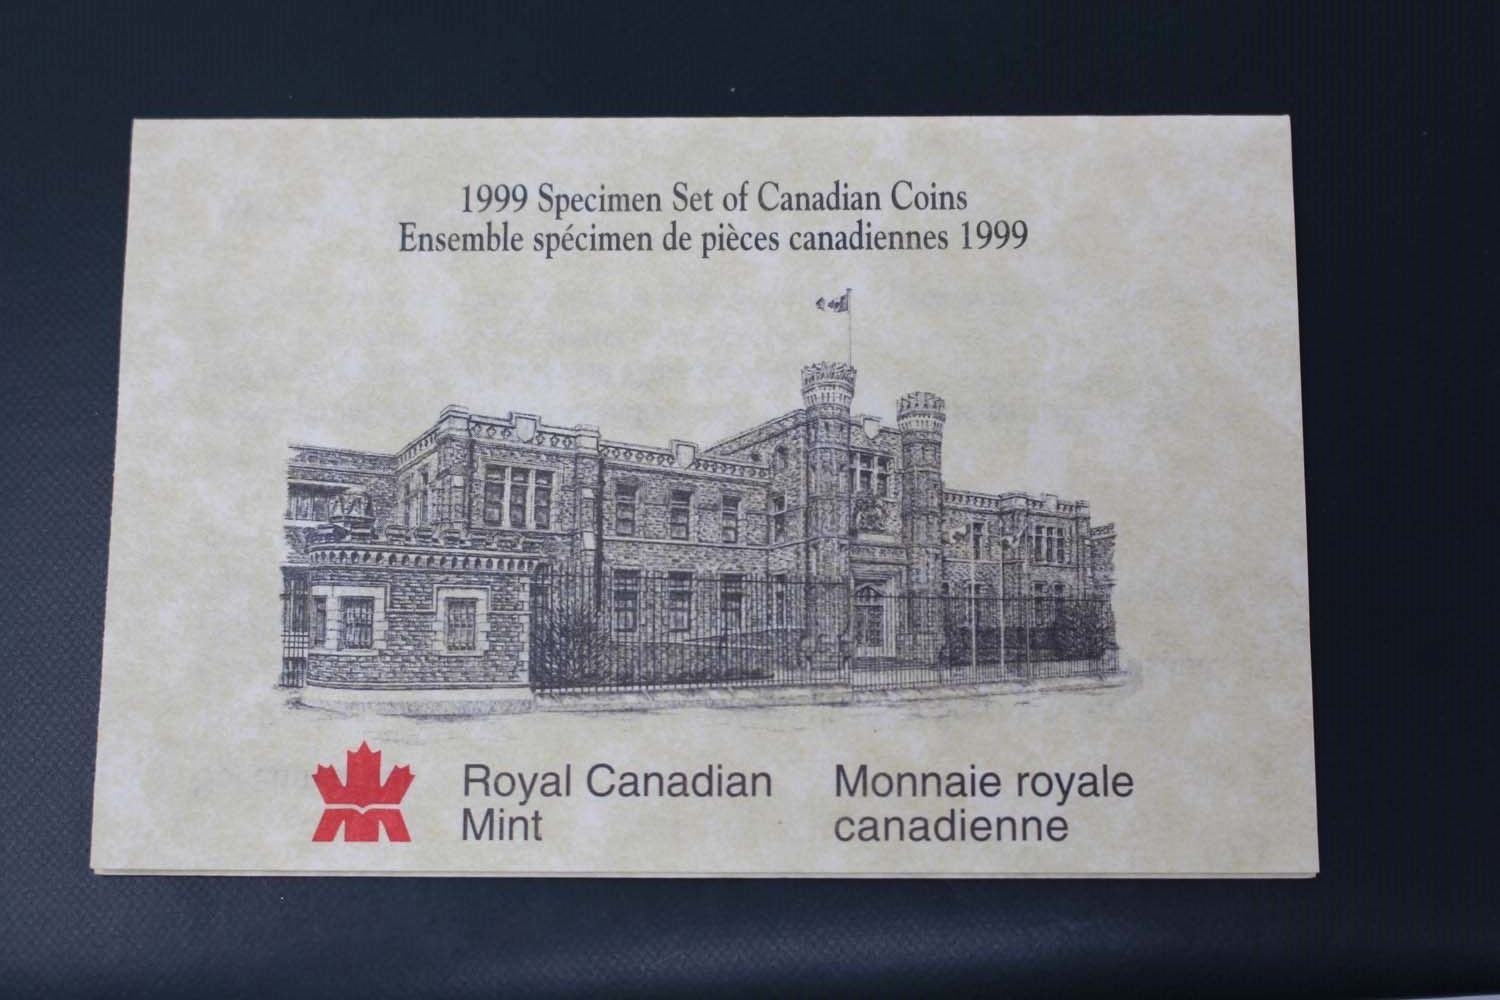 1999 Specimen Set of Canadian Coins
Ensemble spécimen de pièces canadiennes 1999
Royal Canadian
Mint
Monnaie royale
canadienne